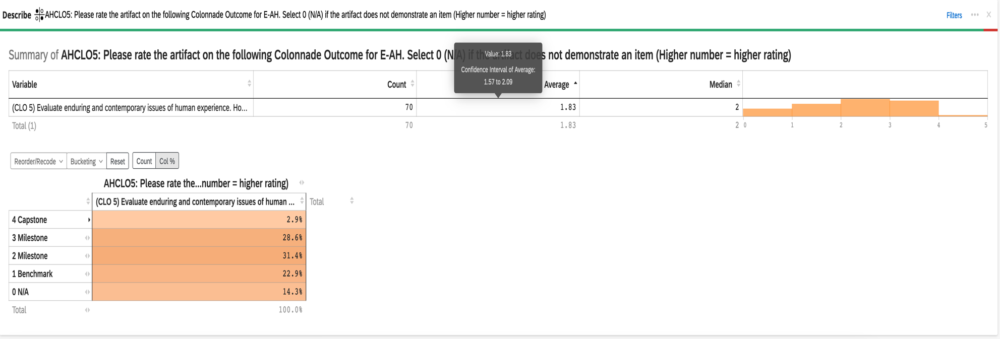 Describe AHCLO5: Please rate the artifact on the following Colonnade Outcome for E-AH. Select 0 (N/A) if the artifact does not demonstrate an item (Higher number = higher rating) Filters ••• X
Summary of AHCLO5: Please rate the artifact on the following Colonnade Outcome for E-AH. Select 0 (N/A) if the artifact does not demonstrate an item (Higher number = higher rating)
Value: 1.83
Confidence Interval of Average:
1.57 to 2.09
Variable Count Average Median
(CLO 5) Evaluate enduring and contemporary issues of human experience. Ho... 70 1.83 2
Total (1) 70 1.83 2
0 1 2 3 4 5
Reorder/Recode Bucketing Reset Count Col %
AHCLO5: Please rate the...number = higher rating)
(CLO 5) Evaluate enduring and contemporary issues of human ... Total
4 Capstone 2.9%
3 Milestone 28.6%
2 Milestone 31.4%
1 Benchmark 22.9%
0 N/A 14.3%
Total 100.0%